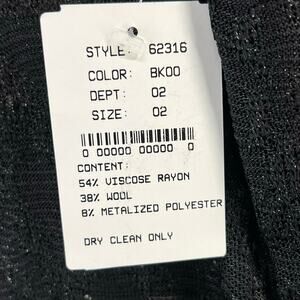 STYLE: 62316
COLOR: BK00
DEPT: 02
SIZE: 02
0 00000 00000 0
CONTENT:
54% VISCOSE RAYON
38% WOOL
8% METALIZED POLYESTER
DRY CLEAN ONLY